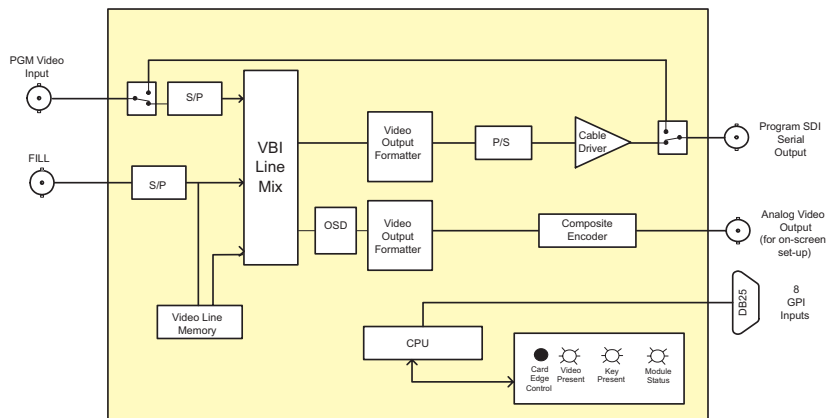 PGM Video
Input
S/P
FILL
S/P
VBI
Line
Mix
Video
Output
Formatter
P/S
Cable
Driver
Program SDI
Serial
Output
OSD
Video
Output
Formatter
Composite
Encoder
Analog Video
Output
(for on-screen
set-up)
Video Line
Memory
CPU
DB25
8
GPI
Inputs
Card
Edge
Control
Video
Present
Key
Present
Module
Status